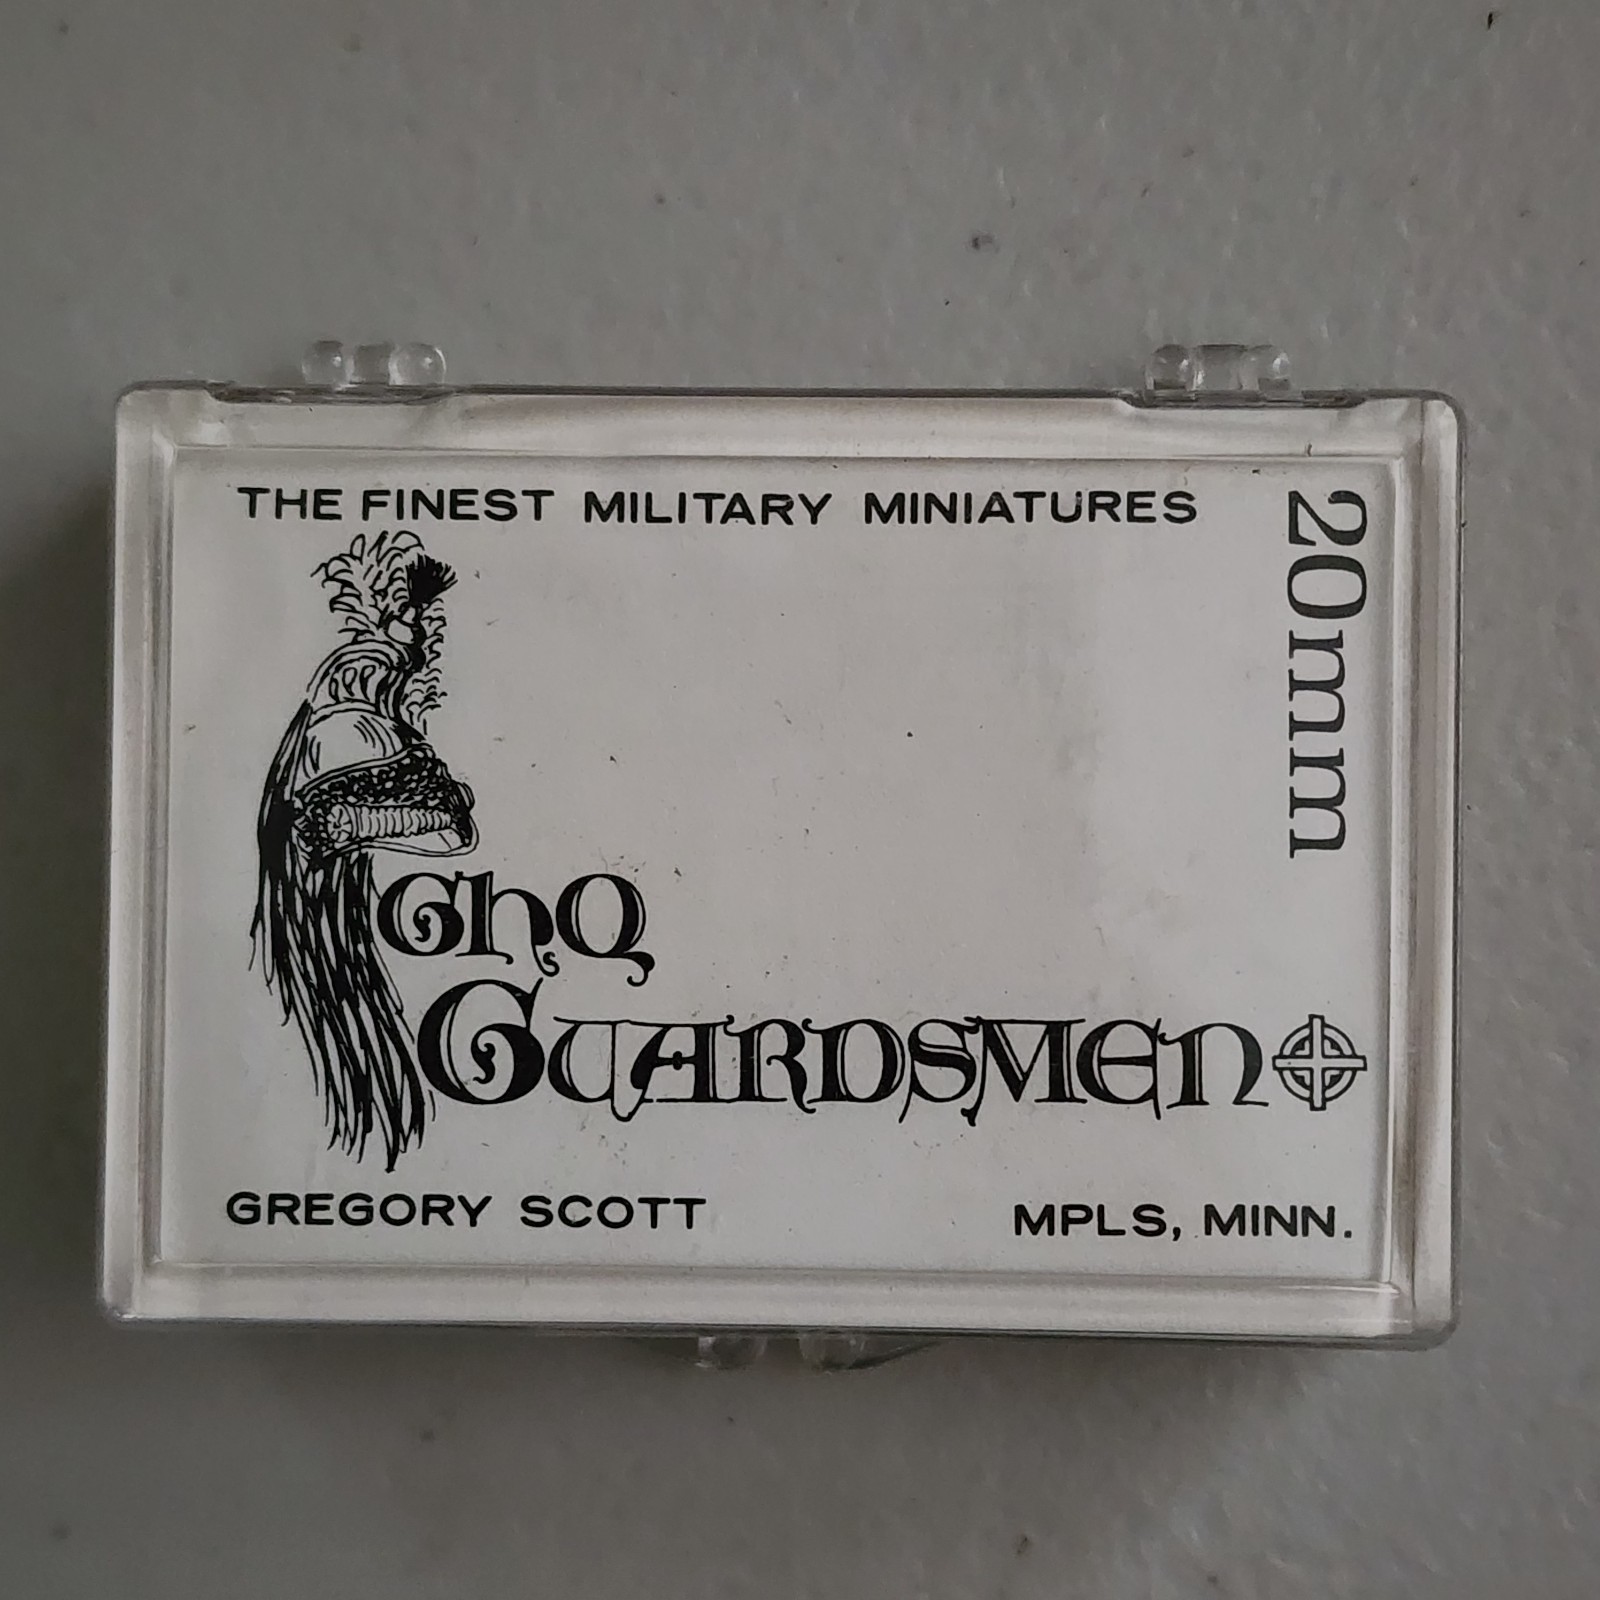 THE FINEST MILITARY MINIATURES
20mm
GhQ
GUARDSMEN
GREGORY SCOTT
MPLS, MINN.